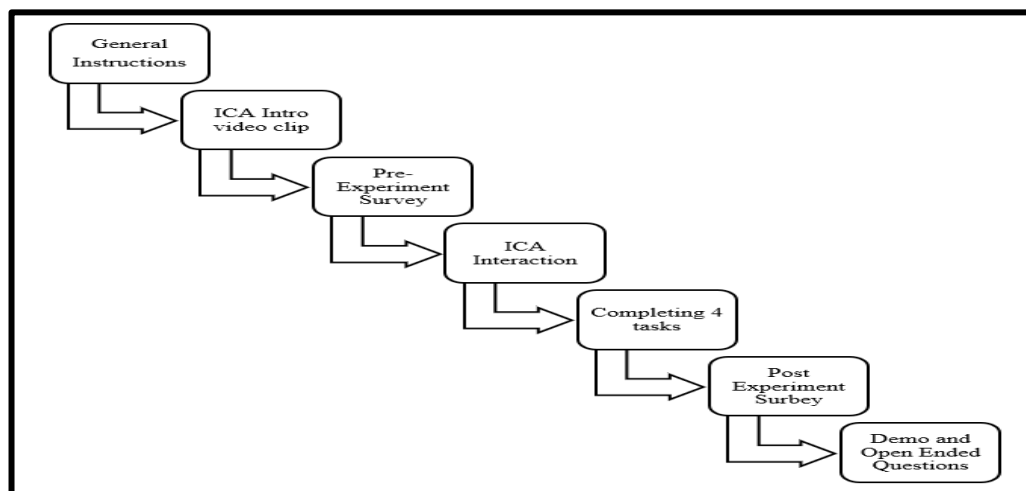 General
Instructions
ICA Intro
video clip
Pre-
Experiment
Survey
ICA
Interaction
Completing 4
tasks
Post
Experiment
Surbey
Demo and
Open Ended
Questions